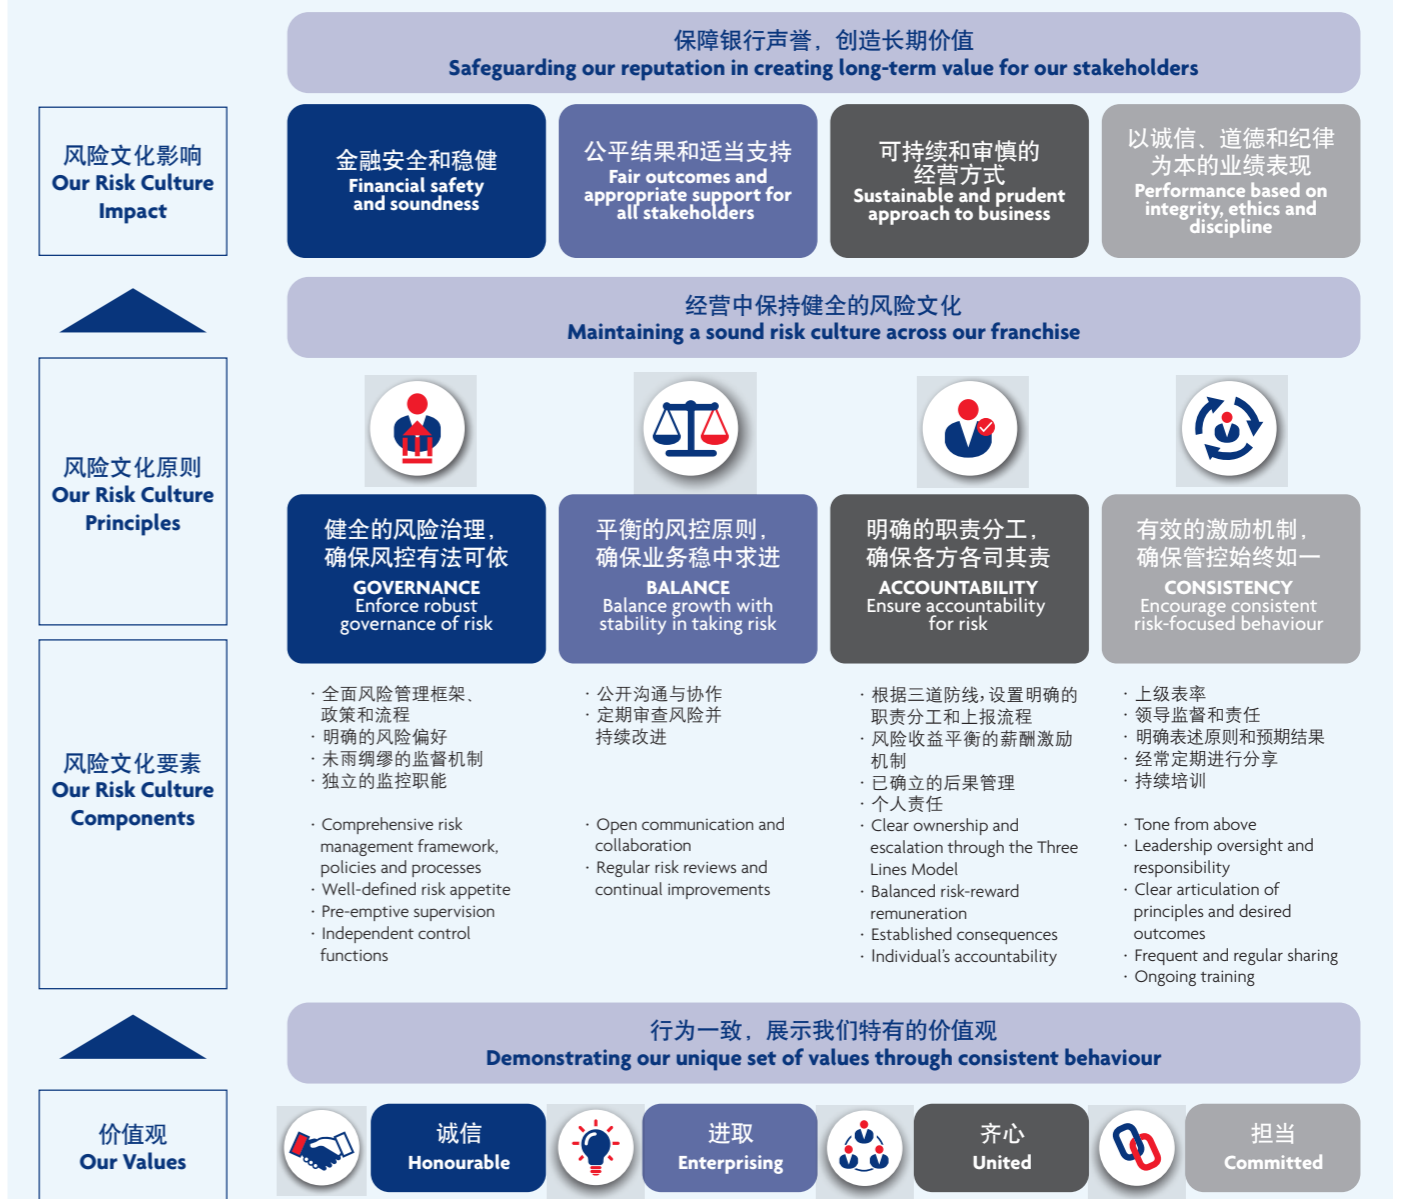 保障银行声誉，创造长期价值
Safeguarding our reputation in creating long-term value for our stakeholders
风险文化影响
Our Risk Culture
Impact
金融安全和稳健
Financial safety
and soundness
公平结果和适当支持
Fair outcomes and
appropriate support for
all stakeholders
可持续和审慎的
经营方式
Sustainable and prudent
approach to business
以诚信、道德和纪律
为本的业绩表现
Performance based on
integrity, ethics and
discipline
经营中保持健全的风险文化
Maintaining a sound risk culture across our franchise
风险文化原则
Our Risk Culture
Principles
健全的风险治理，
确保风控有法可依
GOVERNANCE
Enforce robust
governance of risk
平衡的风控原则，
确保业务稳中求进
BALANCE
Balance growth with
stability in taking risk
明确的职责分工，
确保各方各司其责
ACCOUNTABILITY
Ensure accountability
for risk
有效的激励机制，
确保管控始终如一
CONSISTENCY
Encourage consistent
risk-focused behaviour
风险文化要素
Our Risk Culture
Components
· 全面风险管理框架、
政策和流程
· 明确的风险偏好
· 未雨绸缪的监督机制
· 独立的监控职能
· Comprehensive risk
management framework,
policies and processes
· Well-defined risk appetite
· Pre-emptive supervision
· Independent control
functions
· 公开沟通与协作
· 定期审查风险并
持续改进
· Open communication and
collaboration
· Regular risk reviews and
continual improvements
· 根据三道防线，设置明确的
职责分工和上报流程
· 风险收益平衡的薪酬激励
机制
· 已确立的后果管理
· 个人责任
· Clear ownership and
escalation through the Three
Lines Model
· Balanced risk-reward
remuneration
· Established consequences
· Individual’s accountability
· 上级表率
· 领导监督和责任
· 明确表述原则和预期结果
· 经常定期进行分享
· 持续培训
· Tone from above
· Leadership oversight and
responsibility
· Clear articulation of
principles and desired
outcomes
· Frequent and regular sharing
· Ongoing training
行为一致，展示我们特有的价值观
Demonstrating our unique set of values through consistent behaviour
价值观
Our Values
诚信
Honourable
进取
Enterprising
齐心
United
担当
Committed